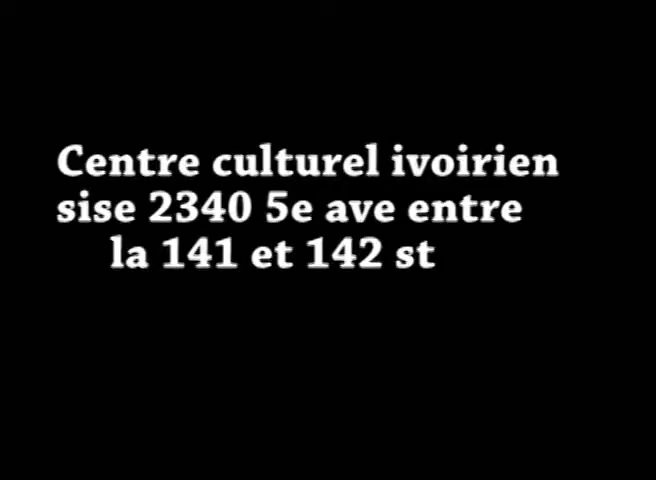 Centre culturel ivoirien
sise 2340 5e ave entre
la 141 et 142 st